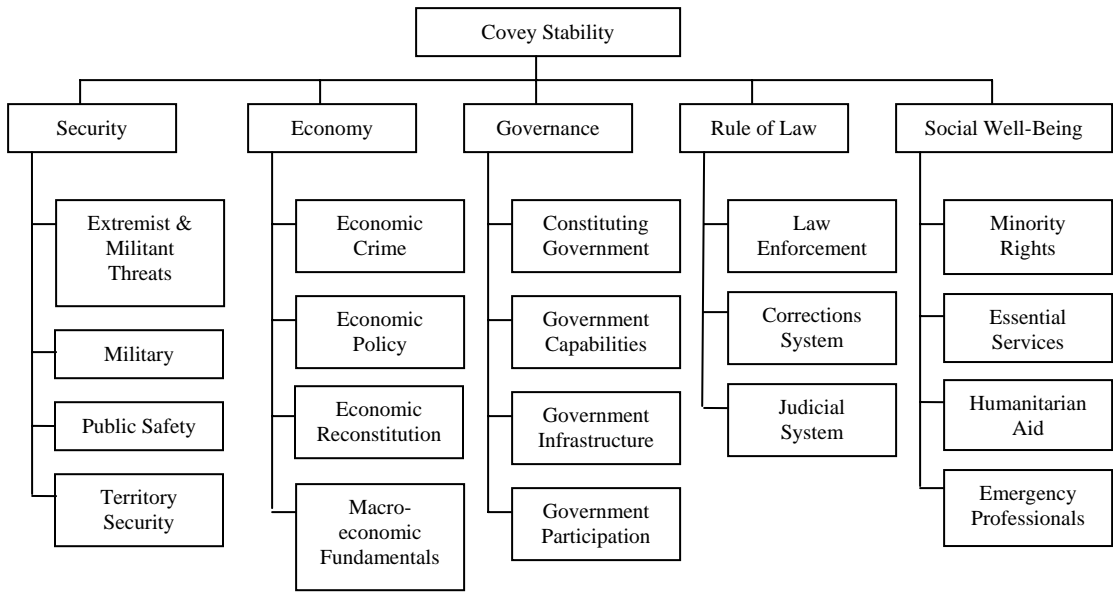 Covey Stability
Security
Economy
Governance
Rule of Law
Social Well-Being
Extremist &
Militant
Threats
Military
Public Safety
Territory
Security
Economic
Crime
Economic
Policy
Economic
Reconstitution
Macro-
economic
Fundamentals
Constituting
Government
Government
Capabilities
Government
Infrastructure
Government
Participation
Law
Enforcement
Corrections
System
Judicial
System
Minority
Rights
Essential
Services
Humanitarian
Aid
Emergency
Professionals